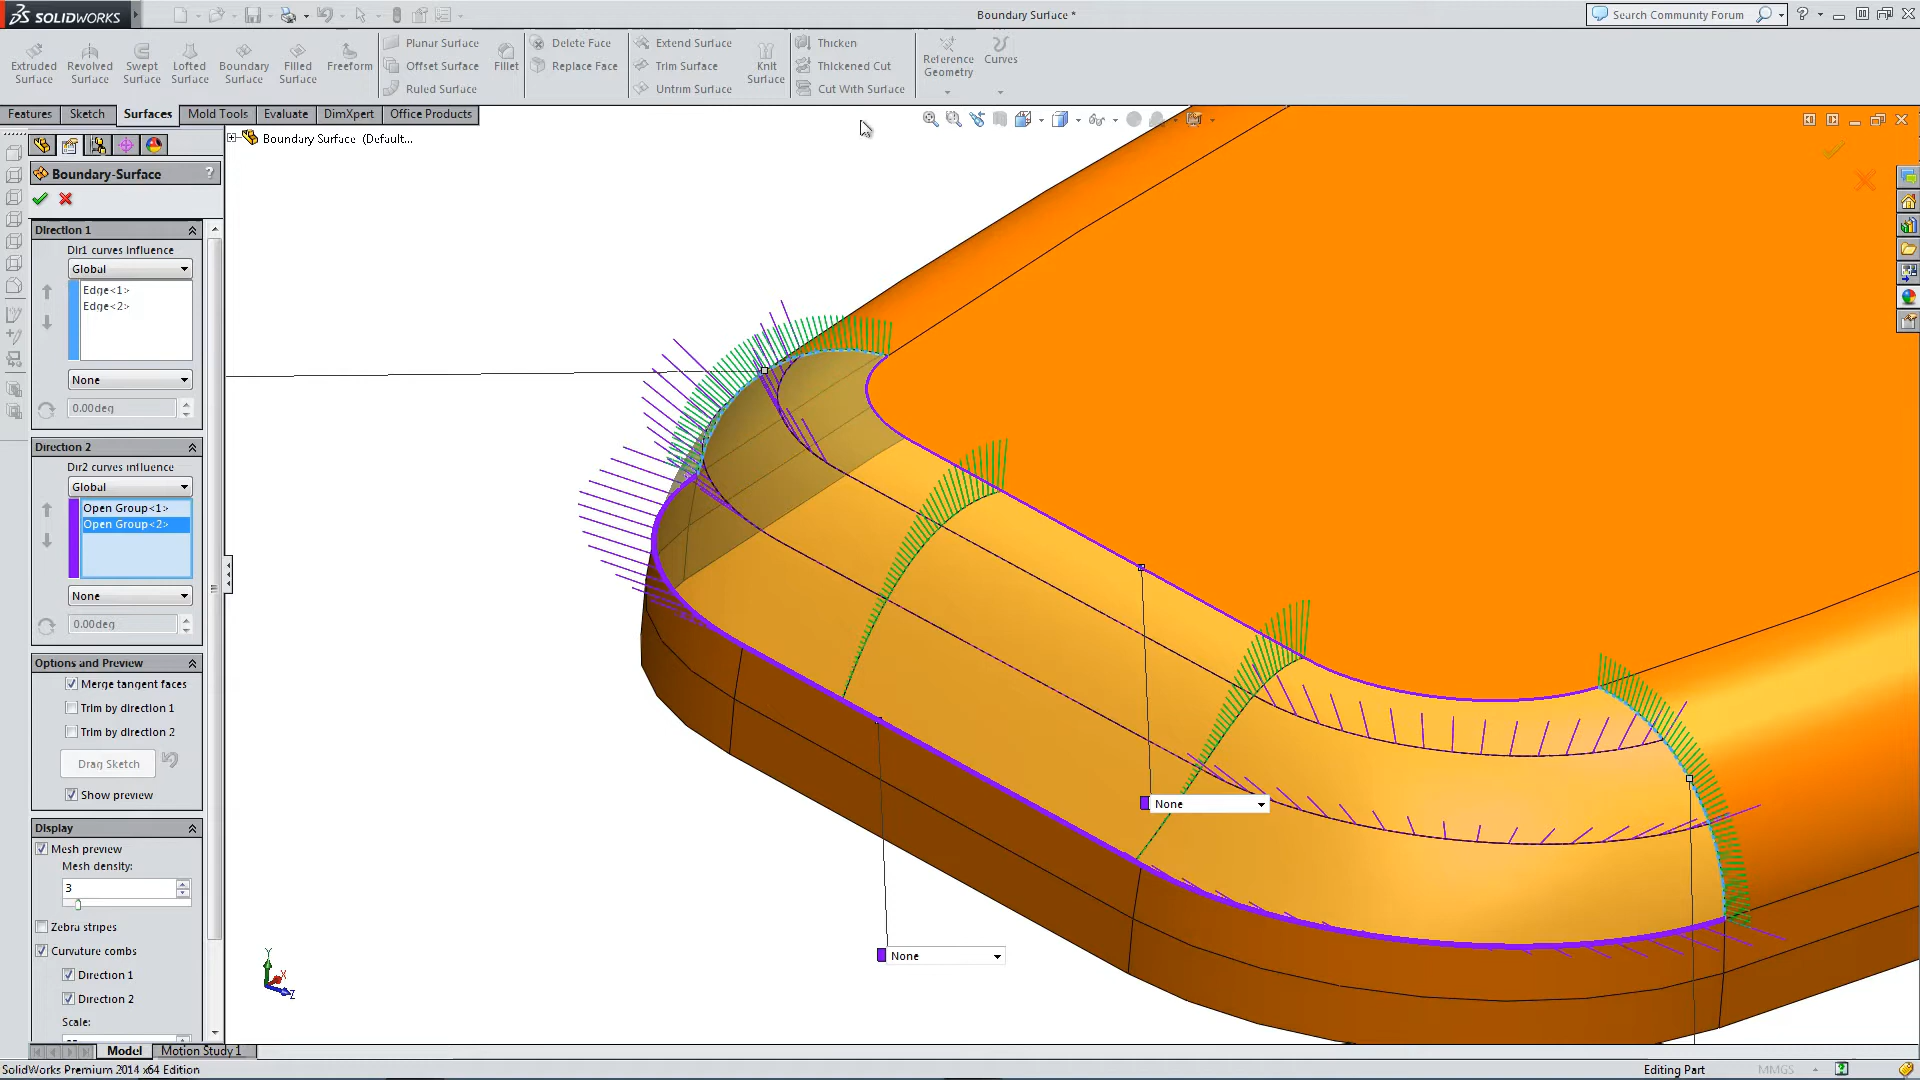 SOLIDWORKS
Boundary Surface *
Search Community Forum
Extruded Surface
Revolved Surface
Swept Surface
Lofted Surface
Boundary Surface
Filled Surface
Freeform
Planar Surface
Offset Surface
Ruled Surface
Fillet
Delete Face
Replace Face
Extend Surface
Trim Surface
Untrim Surface
Knit Surface
Thicken
Thickened Cut
Cut With Surface
Reference Geometry
Curves
Features
Sketch
Surfaces
Mold Tools
Evaluate
DimXpert
Office Products
Boundary Surface (Default...
Boundary-Surface
?
Direction 1
Dir1 curves influence
Global
Edge<1>
Edge<2>
None
0.00deg
Direction 2
Dir2 curves influence
Global
Open Group<1>
Open Group<2>
None
0.00deg
Options and Preview
Merge tangent faces
Trim by direction 1
Trim by direction 2
Drag Sketch
Show preview
Display
Mesh preview
Mesh density:
3
Zebra stripes
Curvature combs
Direction 1
Direction 2
Scale:
None
None
Y
X
Z
Model
Motion Study 1
SolidWorks Premium 2014 x64 Edition
Editing Part
MMGS